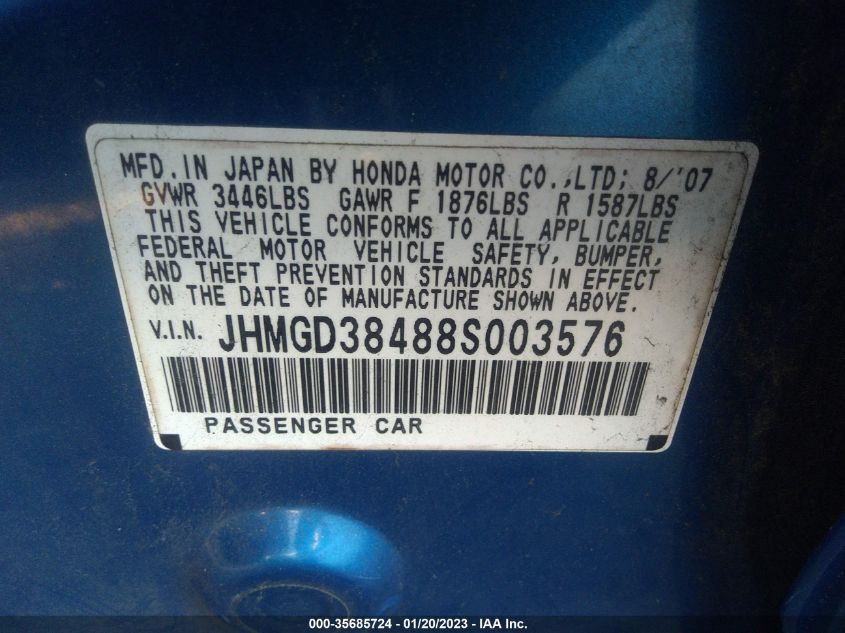 MFD. IN JAPAN BY HONDA MOTOR CO.,LTD; 8/'07
GVWR 3446LBS GAWR F 1876LBS R 1587LBS
THIS VEHICLE CONFORMS TO ALL APPLICABLE
FEDERAL MOTOR VEHICLE SAFETY, BUMPER,
AND THEFT PREVENTION STANDARDS IN EFFECT
ON THE DATE OF MANUFACTURE SHOWN ABOVE.
V.I.N. JHMGD38488S003576
PASSENGER CAR
000-35685724 - 01/20/2023 - IAA Inc.